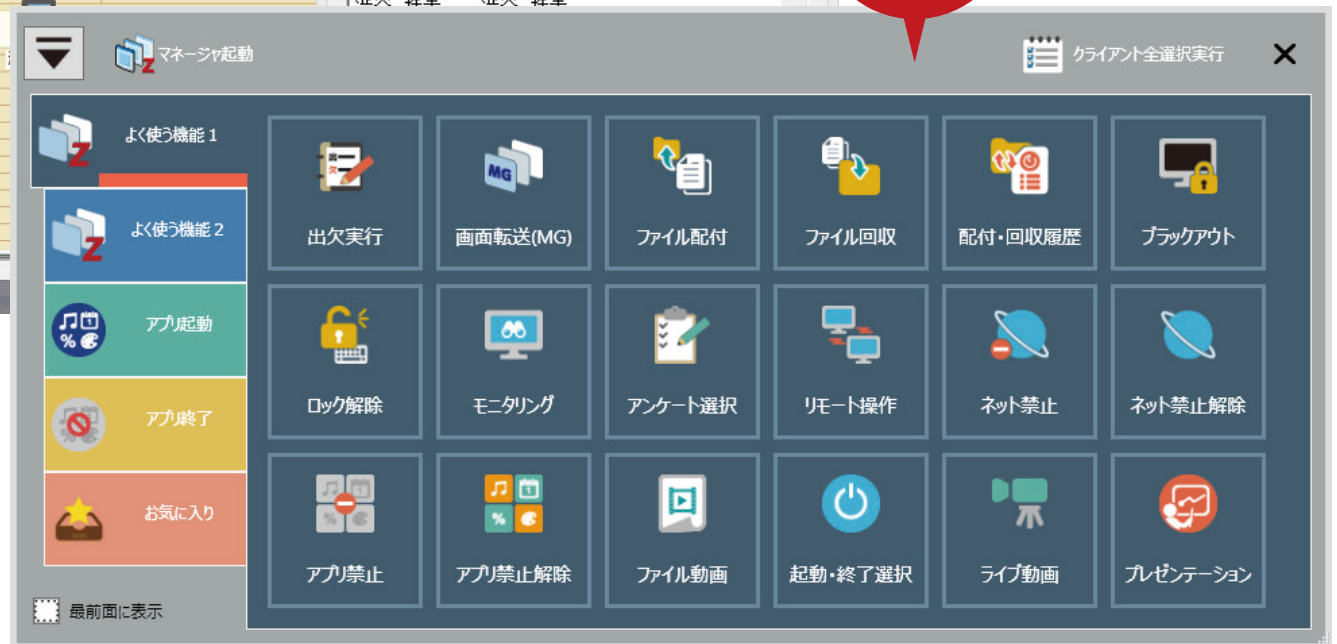 マネージャ起動
クライアント全選択実行
よく使う機能1
よく使う機能2
アプリ起動
アプリ終了
お気に入り
最前面に表示
出欠実行
画面転送(MG)
ファイル配付
ファイル回収
配付・回収履歴
ブラックアウト
ロック解除
モニタリング
アンケート選択
リモート操作
ネット禁止
ネット禁止解除
アプリ禁止
アプリ禁止解除
ファイル動画
起動・終了選択
ライブ動画
プレゼンテーション